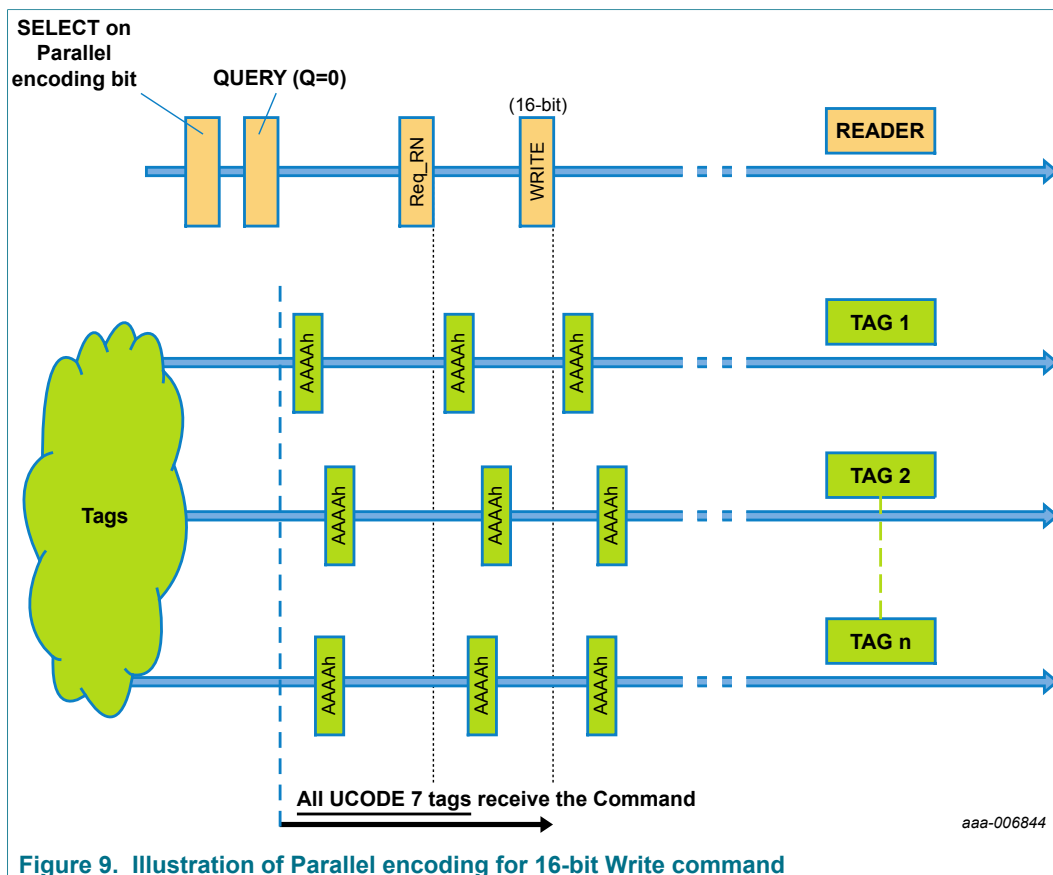 SELECT on
Parallel
encoding bit
QUERY (Q=0)
(16-bit)
READER
Req_RN
WRITE
TAG 1
AAAAh
AAAAh
AAAAh
TAG 2
Tags
AAAAh
AAAAh
AAAAh
TAG n
AAAAh
AAAAh
AAAAh
All UCODE 7 tags receive the Command
aaa-006844
Figure 9. Illustration of Parallel encoding for 16-bit Write command